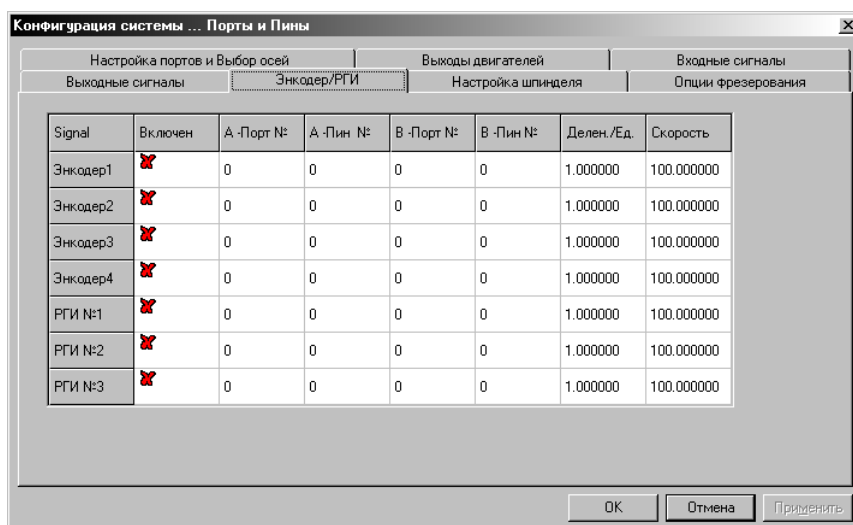 Конфигурация системы ... Порты и Пины
Настройка портов и Выбор осей Выходы двигателей Входные сигналы
Выходные сигналы Энкодер/РГИ Настройка шпинделя Опции фрезерования
Signal Включен А -Порт № А -Пин № В -Порт № В -Пин № Делен./Ед. Скорость
Энкодер1 0 0 0 0 1.000000 100.000000
Энкодер2 0 0 0 0 1.000000 100.000000
Энкодер3 0 0 0 0 1.000000 100.000000
Энкодер4 0 0 0 0 1.000000 100.000000
РГИ №1 0 0 0 0 1.000000 100.000000
РГИ №2 0 0 0 0 1.000000 100.000000
РГИ №3 0 0 0 0 1.000000 100.000000
OK Отмена Применить